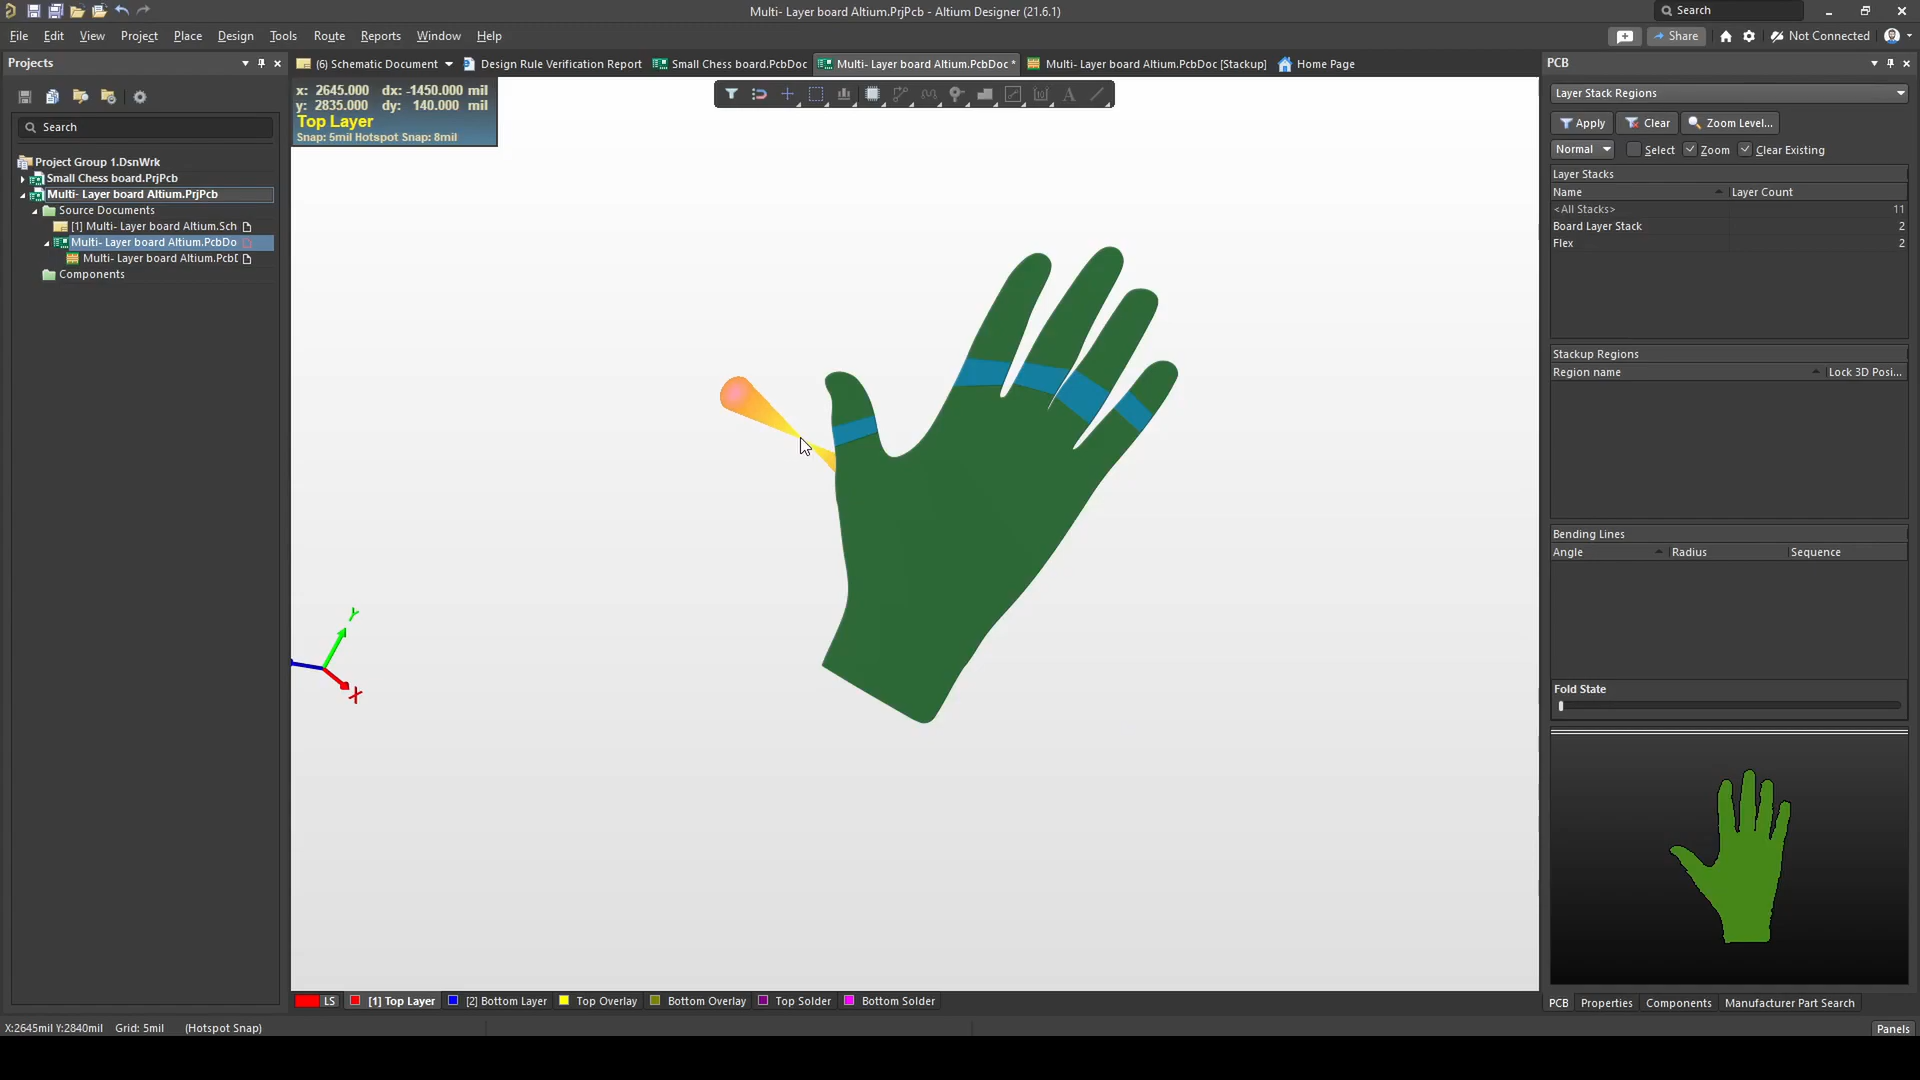 Multi- Layer board Altium.PrjPcb - Altium Designer (21.6.1)
Search
File Edit View Project Place Design Tools Route Reports Window Help
Share
Not Connected
Projects
(6) Schematic Document
Design Rule Verification Report
Small Chess board.PcbDoc
Multi- Layer board Altium.PcbDoc *
Multi- Layer board Altium.PcbDoc [Stackup]
Home Page
PCB
Search
Project Group 1.DsnWrk
Small Chess board.PrjPcb
Multi- Layer board Altium.PrjPcb
Source Documents
[1] Multi- Layer board Altium.Sch
Multi- Layer board Altium.PcbDo
Multi- Layer board Altium.Pcb
Components
x: 2645.000 dx: -1450.000 mil
y: 2835.000 dy: 140.000 mil
Top Layer
Snap: 5mil Hotspot Snap: 8mil
Y
X
Layer Stack Regions
Apply
Clear
Zoom Level...
Normal
Select
Zoom
Clear Existing
Layer Stacks
Name Layer Count
<All Stacks> 11
Board Layer Stack 2
Flex 2
Stackup Regions
Region name Lock 3D Posi...
Bending Lines
Angle Radius Sequence
Fold State
LS
[1] Top Layer
[2] Bottom Layer
Top Overlay
Bottom Overlay
Top Solder
Bottom Solder
PCB Properties Components Manufacturer Part Search
X:2645mil Y:2840mil Grid: 5mil (Hotspot Snap)
Panels